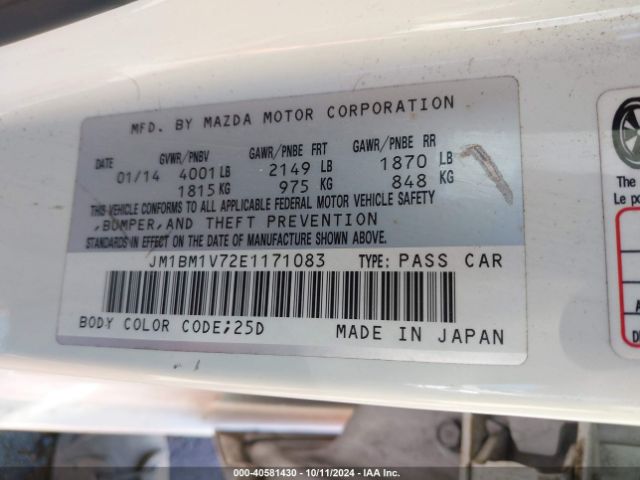 MFD. BY MAZDA MOTOR CORPORATION
DATE GVWR/PNBV GAWR/PNBE FRT GAWR/PNBE RR
01/14 4001 LB 2149 LB 1870 LB
1815 KG 975 KG 848 KG
THIS VEHICLE CONFORMS TO ALL APPLICABLE FEDERAL MOTOR VEHICLE SAFETY
,BUMPER,AND THEFT PREVENTION
STANDARDS IN EFFECT ON THE DATE OF MANUFACTURE SHOWN ABOVE.
JM1BM1V72E1171083 TYPE: PASS CAR
BODY COLOR CODE;25D MADE IN JAPAN
The
Le po
000-40581430 - 10/11/2024 - IAA Inc.